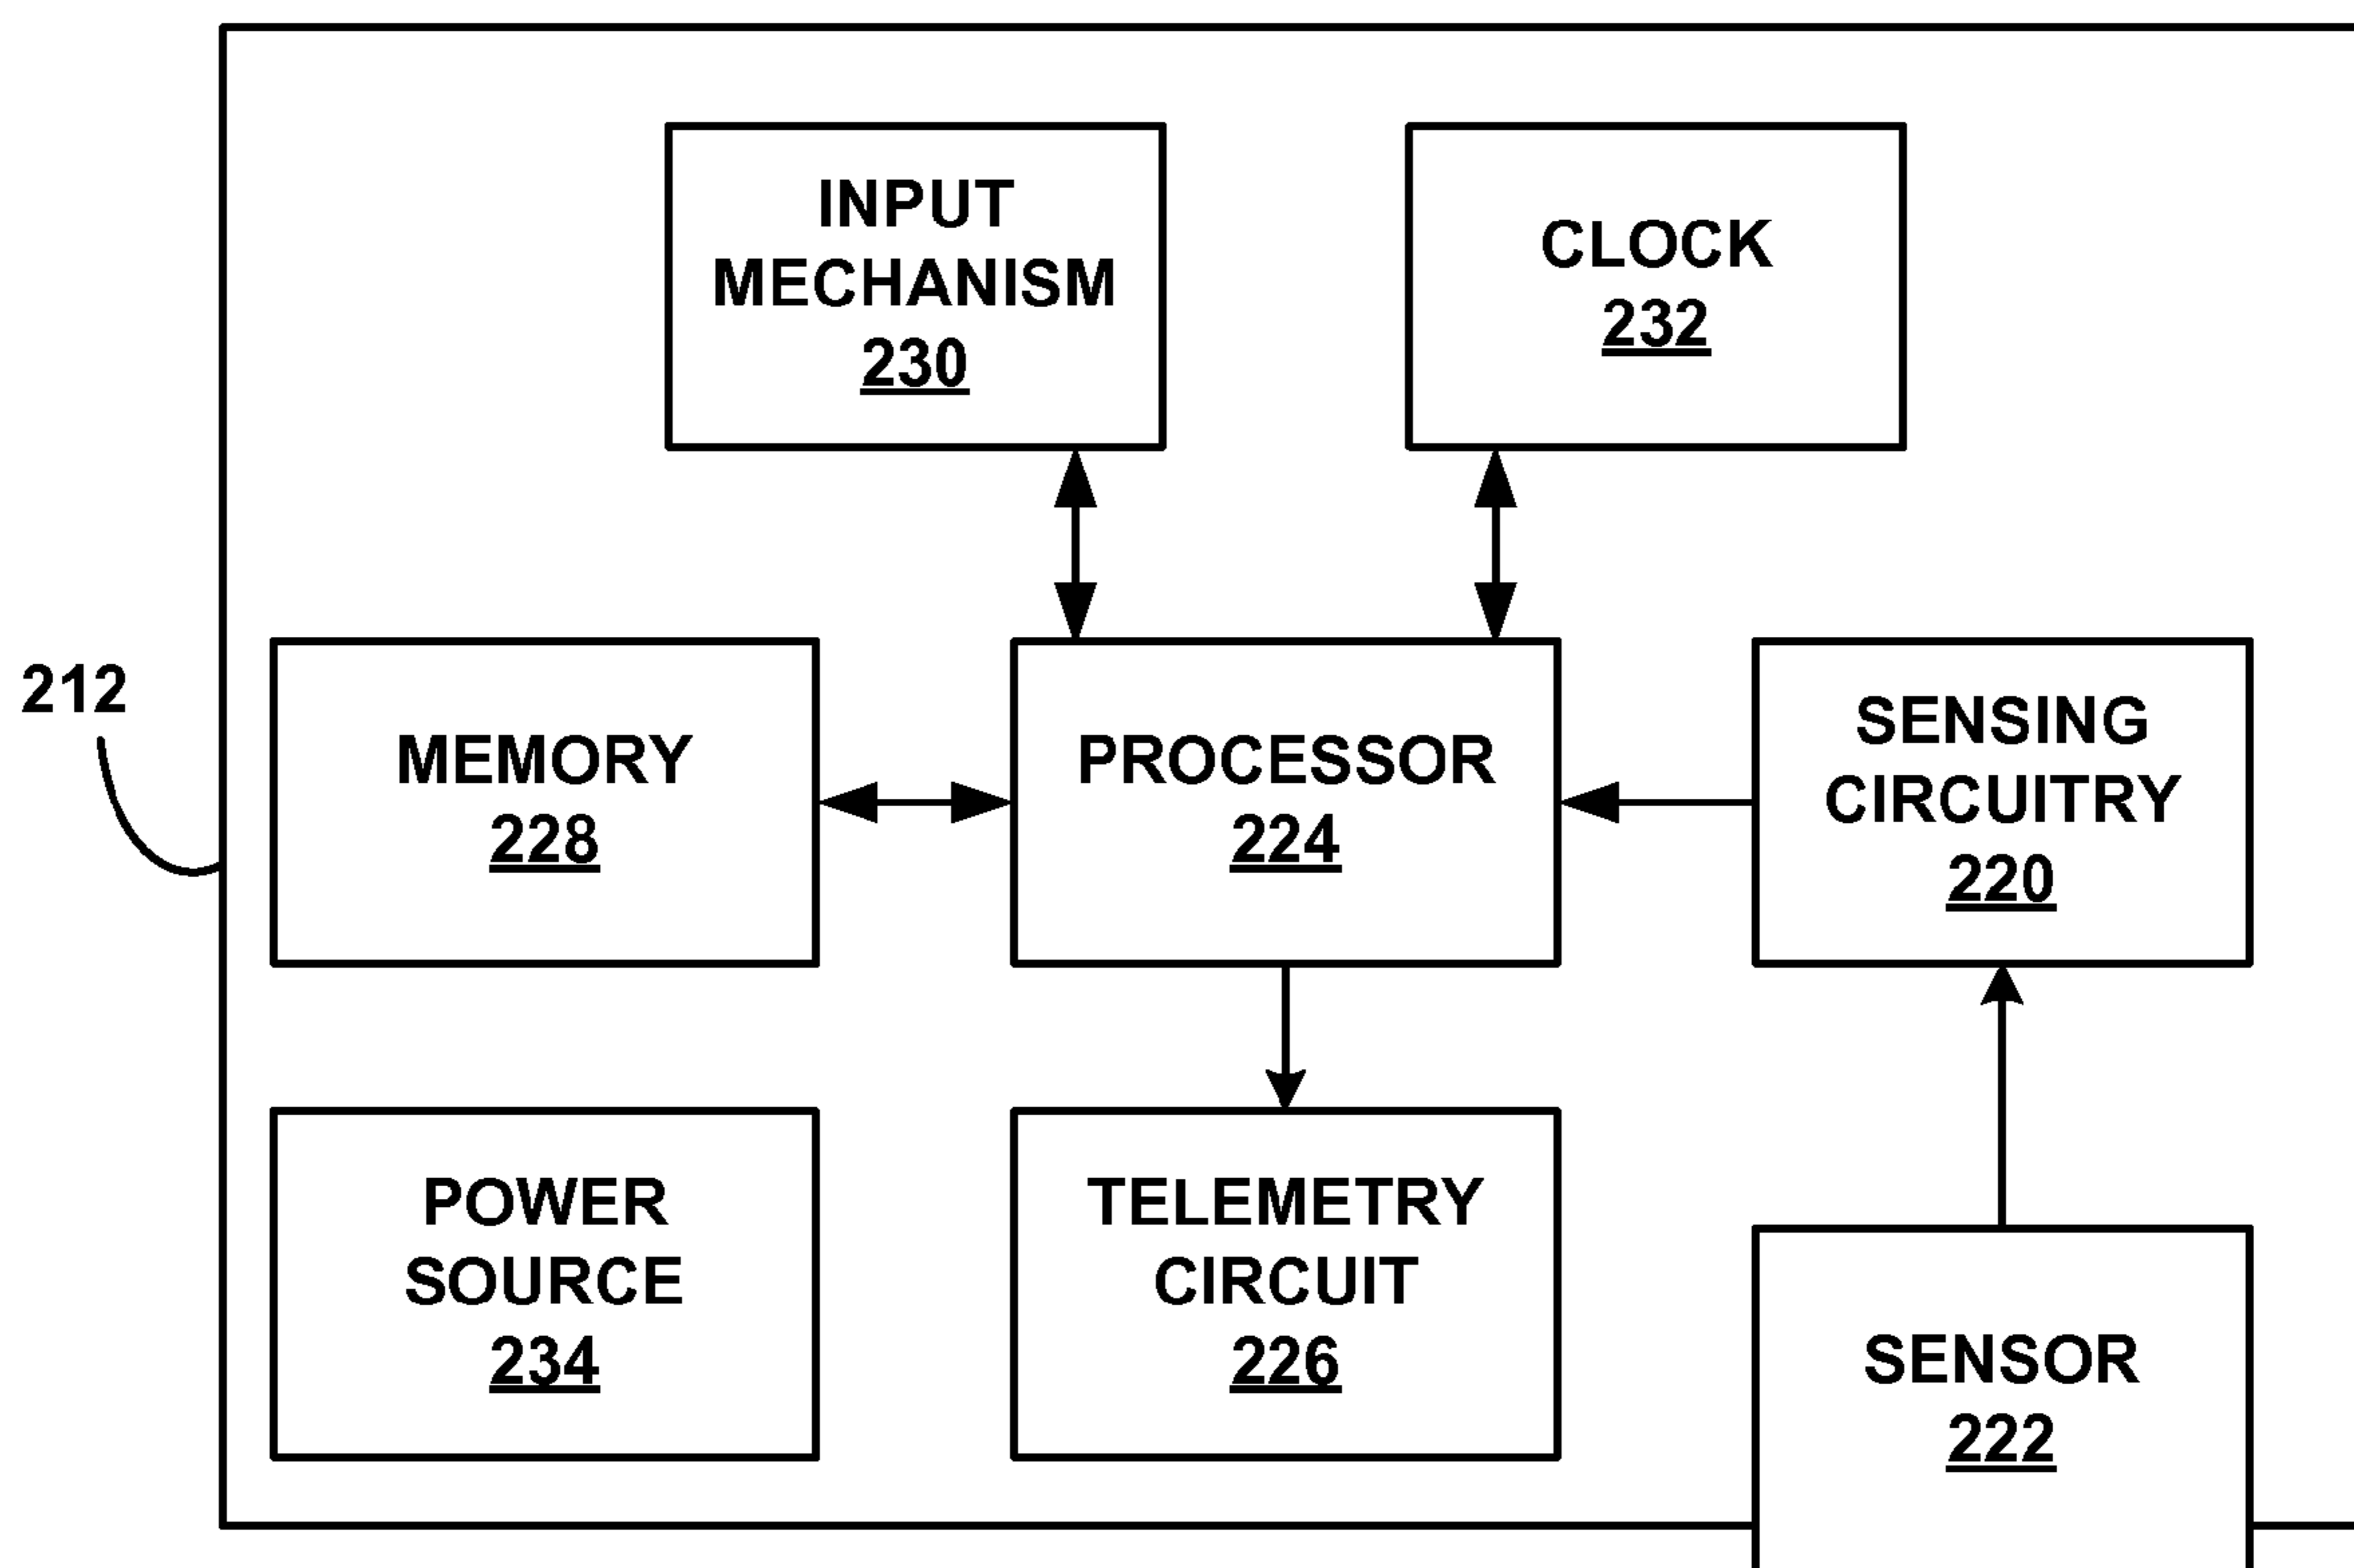 INPUT
MECHANISM
230
CLOCK
232
212
MEMORY
228
PROCESSOR
224
SENSING
CIRCUITRY
220
POWER
SOURCE
234
TELEMETRY
CIRCUIT
226
SENSOR
222